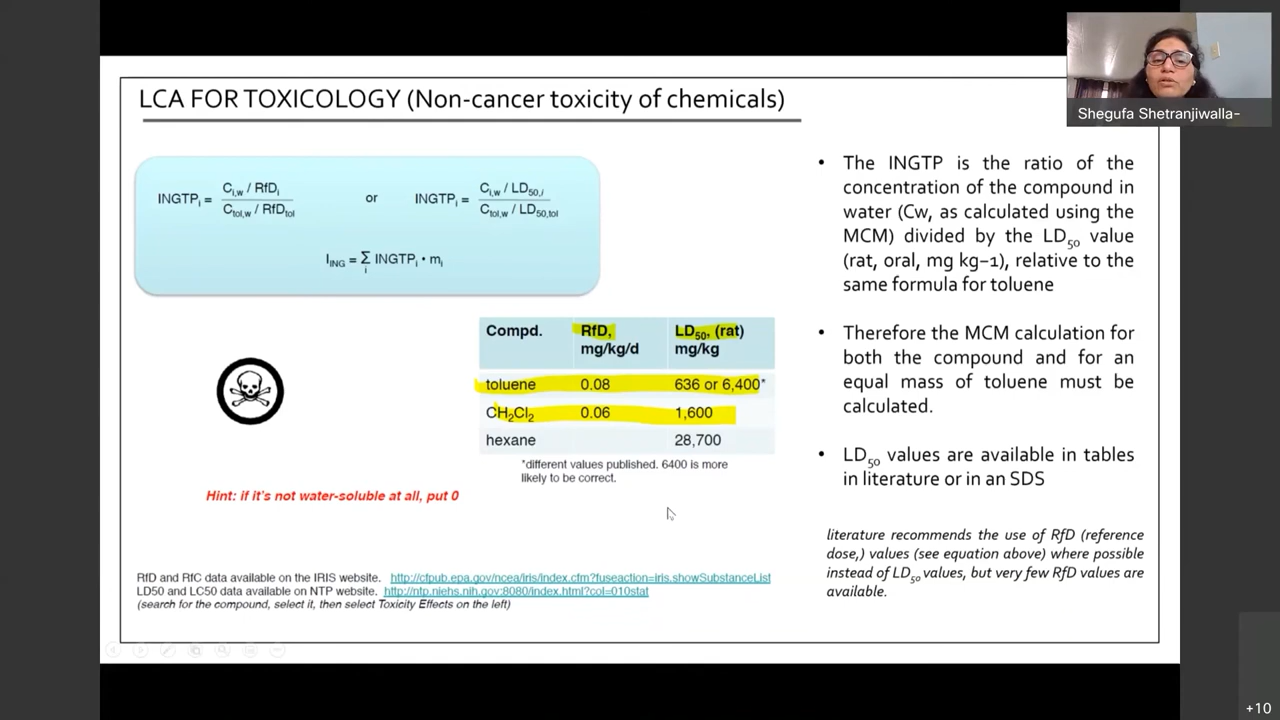 LCA FOR TOXICOLOGY (Non-cancer toxicity of chemicals)
Shegufa Shetranjiwalla-
INGTPi = Ci,w / RfDi / Ctol,w / RfDtol or INGTPi = Ci,w / LD50,i / Ctol,w / LD50,tol
IING = Σi INGTPi • mi
Compd. RfD, LD50, (rat)
mg/kg/d mg/kg
toluene 0.08 636 or 6,400*
CH2Cl2 0.06 1,600
hexane 28,700
*different values published. 6400 is more
likely to be correct.
Hint: if it's not water-soluble at all, put 0
RfD and RfC data available on the IRIS website. http://cfpub.epa.gov/ncea/iris/index.cfm?fuseaction=iris.showSubstanceList
LD50 and LC50 data available on NTP website. http://ntp.niehs.nih.gov:8080/index.html?col=010stat
(search for the compound, select it, then select Toxicity Effects on the left)
• The INGTP is the ratio of the
concentration of the compound in
water (Cw, as calculated using the
MCM) divided by the LD50 value
(rat, oral, mg kg−1), relative to the
same formula for toluene
• Therefore the MCM calculation for
both the compound and for an
equal mass of toluene must be
calculated.
• LD50 values are available in tables
in literature or in an SDS
literature recommends the use of RfD (reference
dose,) values (see equation above) where possible
instead of LD50 values, but very few RfD values are
available.
+10